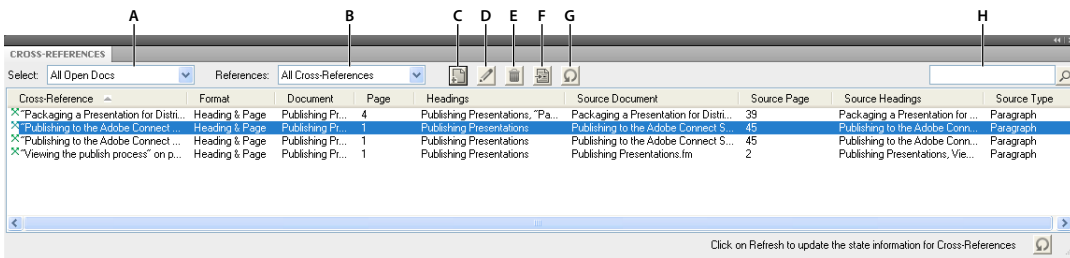 A B C D E F G H
CROSS-REFERENCES
Select: All Open Docs References: All Cross-References
Cross-Reference Format Document Page Headings Source Document Source Page Source Headings Source Type
"Packaging a Presentation for Distri... Heading & Page Publishing Pr... 4 Publishing Presentations, "Pa... Packaging a Presentation for Distri... 39 Packaging a Presentation for ... Paragraph
"Publishing to the Adobe Connect ... Heading & Page Publishing Pr... 1 Publishing Presentations Publishing to the Adobe Connect S... 45 Publishing to the Adobe Conn... Paragraph
"Publishing to the Adobe Connect ... Heading & Page Publishing Pr... 1 Publishing Presentations Publishing to the Adobe Connect S... 45 Publishing to the Adobe Conn... Paragraph
"Viewing the publish process" on p... Heading & Page Publishing Pr... 1 Publishing Presentations Publishing Presentations.fm 2 Publishing Presentations, Vie... Paragraph
Click on Refresh to update the state information for Cross-References